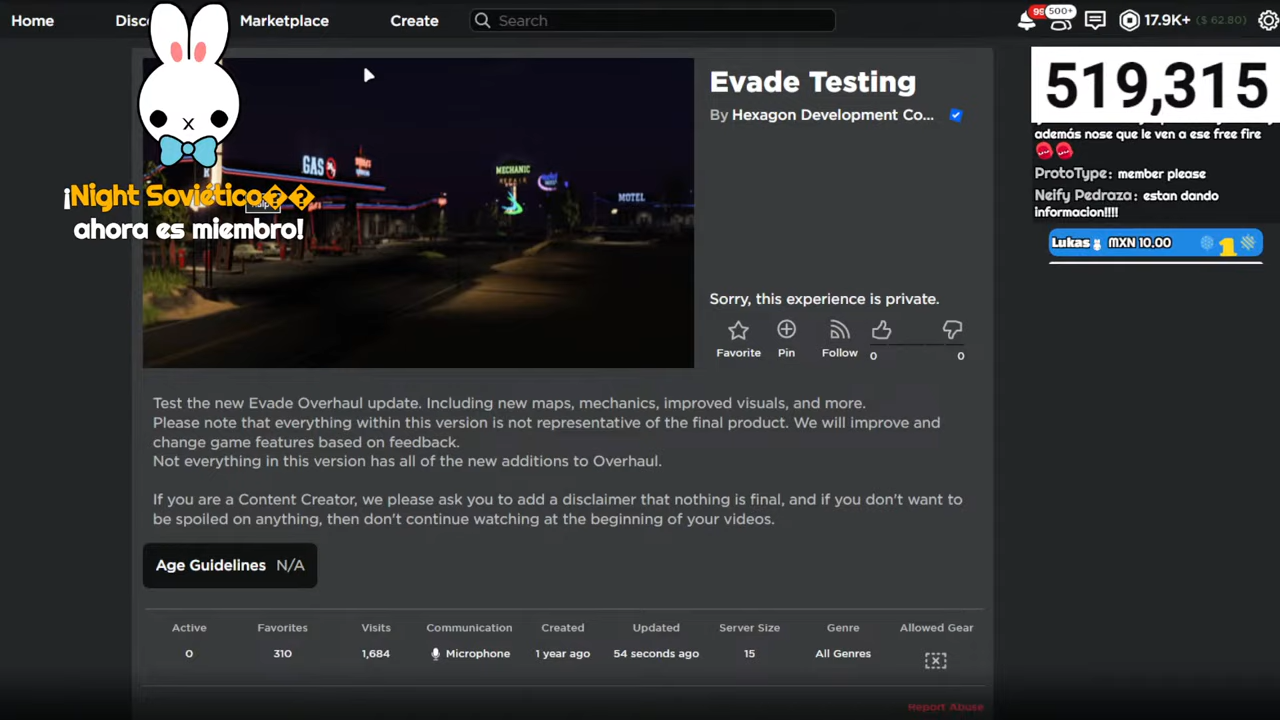 Home
Disc
Marketplace
Create
Search
99
500+
17.9K+
($ 62.80)
GAS
MECHANIC
REPAIR
MOTEL
Evade Testing
By Hexagon Development Co...
Sorry, this experience is private.
Favorite
Pin
Follow
0
0
¡Night Soviético��
ahora es miembro!
519,315
además nose que le ven a ese free fire
ProtoType: member please
Neify Pedraza: estan dando
informacion!!!!
Lukas MXN 10.00
1
Test the new Evade Overhaul update. Including new maps, mechanics, improved visuals, and more.
Please note that everything within this version is not representative of the final product. We will improve and
change game features based on feedback.
Not everything in this version has all of the new additions to Overhaul.
If you are a Content Creator, we please ask you to add a disclaimer that nothing is final, and if you don't want to
be spoiled on anything, then don't continue watching at the beginning of your videos.
Age Guidelines N/A
Active
Favorites
Visits
Communication
Created
Updated
Server Size
Genre
Allowed Gear
0
310
1,684
Microphone
1 year ago
54 seconds ago
15
All Genres
Report Abuse